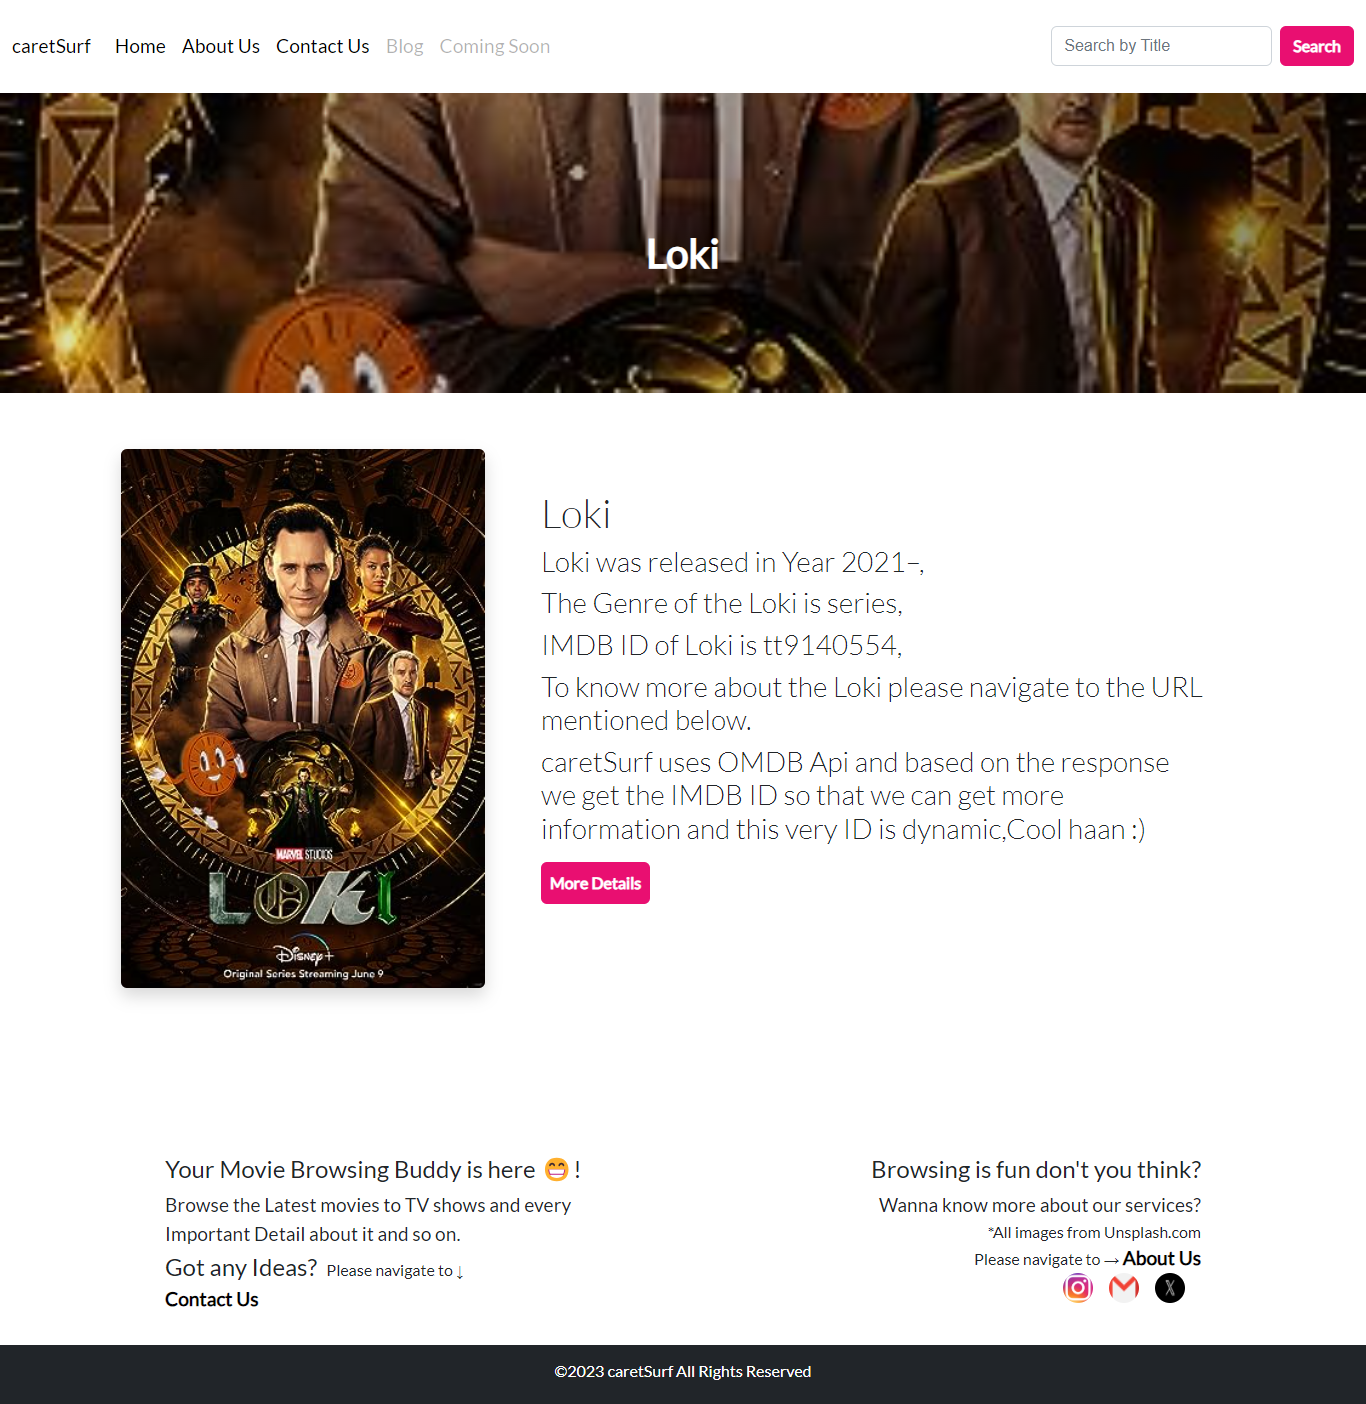 caretSurf Home About Us Contact Us Blog Coming Soon Search by Title Search
Loki
MARVEL STUDIOS
LOKI
Disney+
Original Series Streaming June 9
Loki
Loki was released in Year 2021–,
The Genre of the Loki is series,
IMDB ID of Loki is tt9140554,
To know more about the Loki please navigate to the URL
mentioned below.
caretSurf uses OMDB Api and based on the response
we get the IMDB ID so that we can get more
information and this very ID is dynamic,Cool haan :)
More Details
Your Movie Browsing Buddy is here 😁 !
Browse the Latest movies to TV shows and every
Important Detail about it and so on.
Got any Ideas? Please navigate to ↓
Contact Us
Browsing is fun don't you think?
Wanna know more about our services?
*All images from Unsplash.com
Please navigate to → About Us
©2023 caretSurf All Rights Reserved